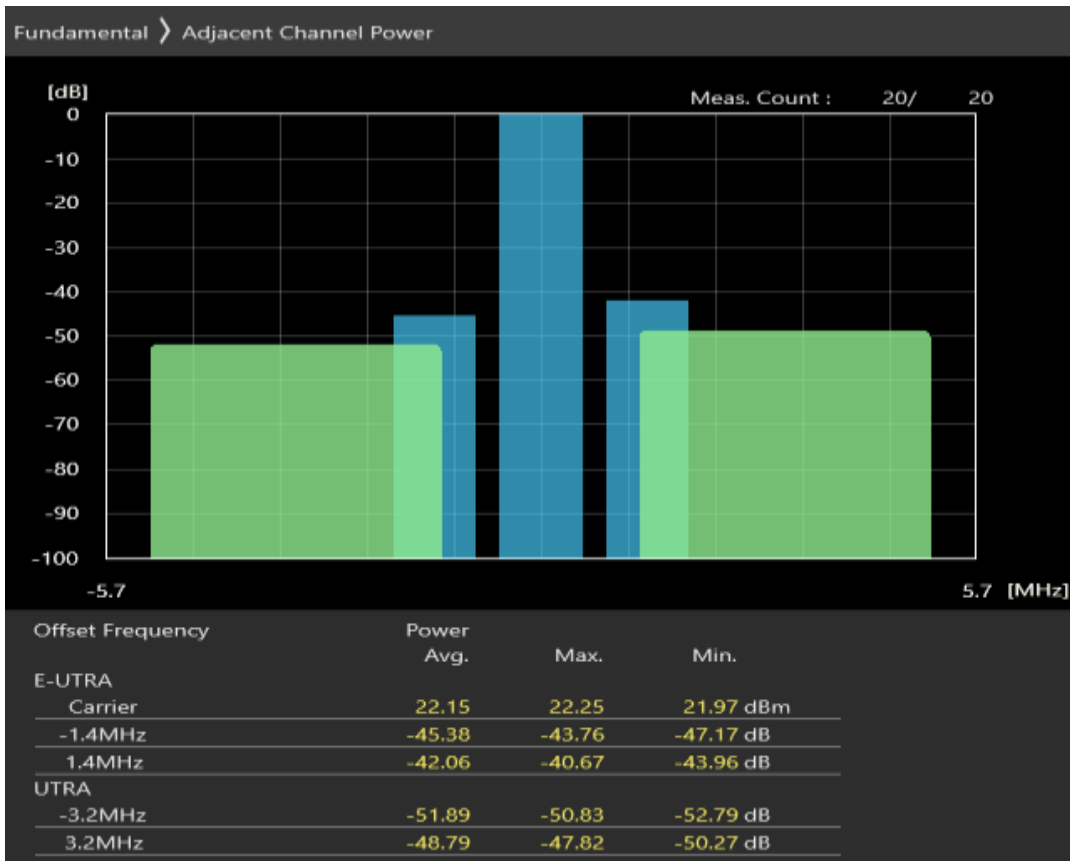 Fundamental 〉 Adjacent Channel Power
[dB]
Meas. Count : 20/ 20
0
-10
-20
-30
-40
-50
-60
-70
-80
-90
-100
-5.7 5.7 [MHz]
Offset Frequency Power
Avg. Max. Min.
E-UTRA
Carrier 22.15 22.25 21.97 dBm
-1.4MHz -45.38 -43.76 -47.17 dB
1.4MHz -42.06 -40.67 -43.96 dB
UTRA
-3.2MHz -51.89 -50.83 -52.79 dB
3.2MHz -48.79 -47.82 -50.27 dB